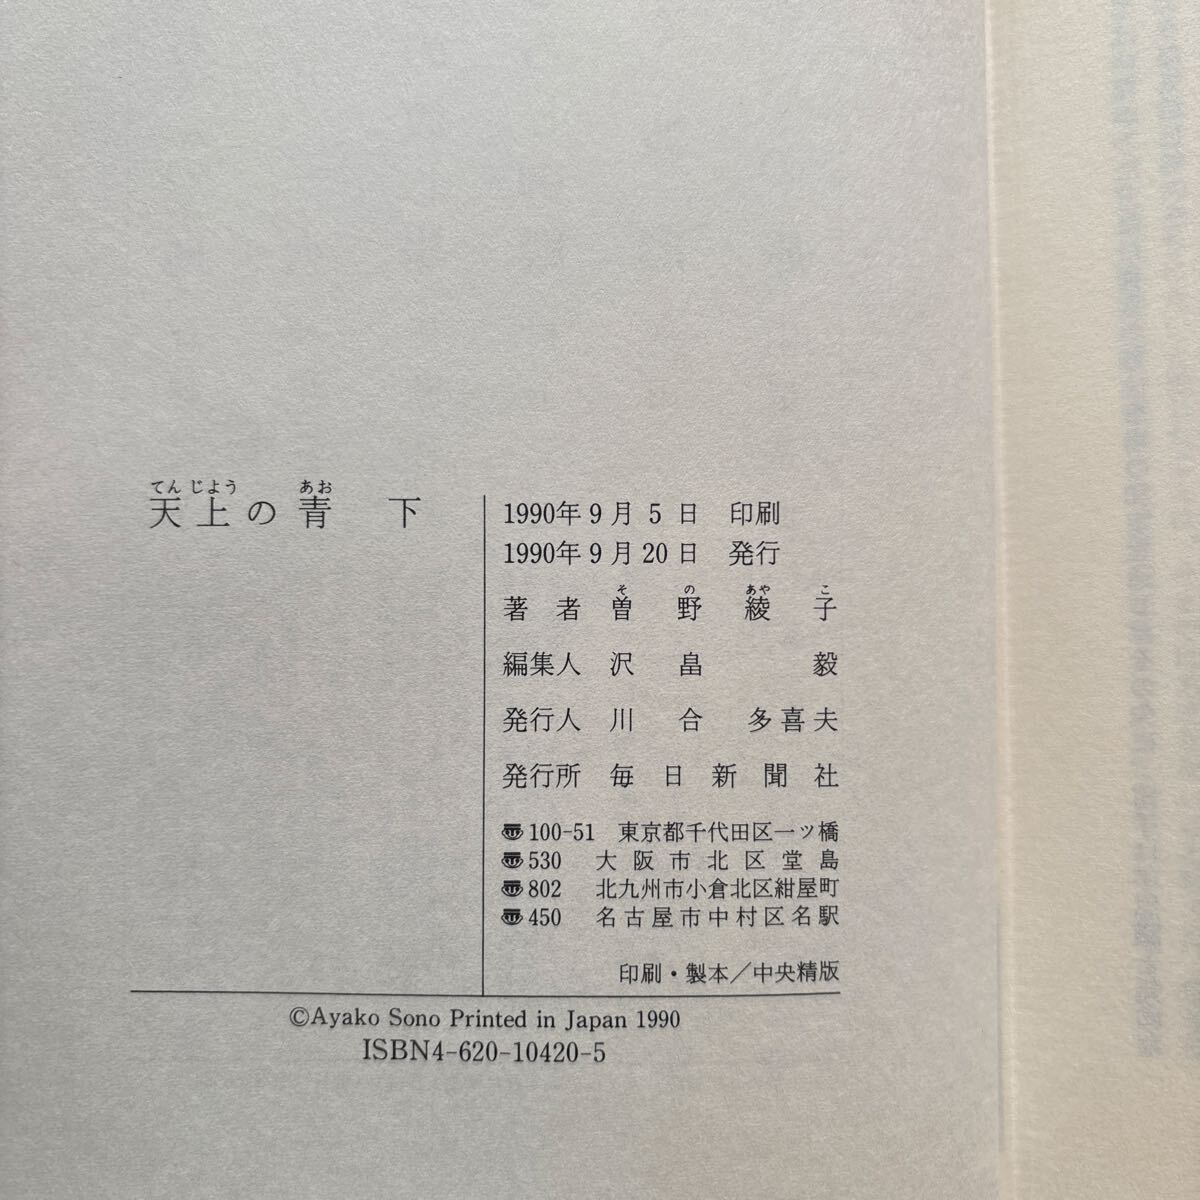 てんじよう　あお
天上の青　下
1990年9月5日　印刷
1990年9月20日　発行
その　あや　こ
著者　曽野綾子
編集人　沢畠毅
発行人　川合多喜夫
発行所　毎日新聞社
〠100-51　東京都千代田区一ッ橋
〠530　大阪市北区堂島
〠802　北九州市小倉北区紺屋町
〠450　名古屋市中村区名駅
印刷・製本／中央精版
©Ayako Sono Printed in Japan 1990
ISBN4-620-10420-5